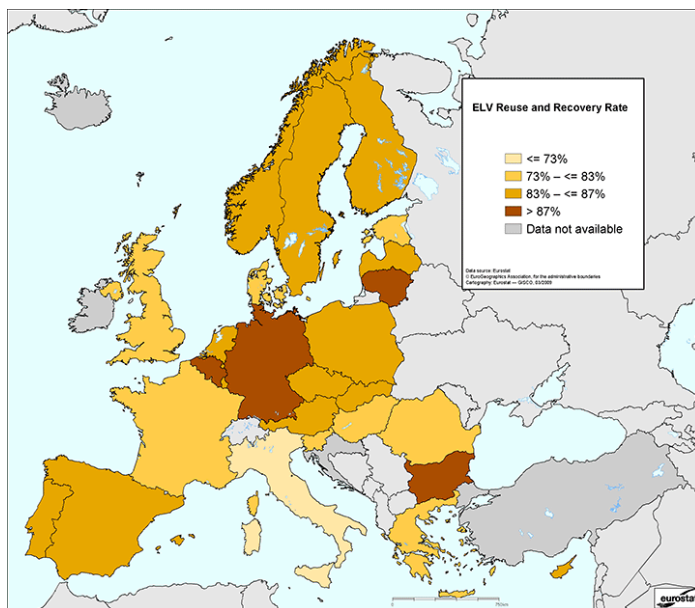 ELV Reuse and Recovery Rate
<= 73%
73% – <= 83%
83% – <= 87%
> 87%
Data not available
Data source: Eurostat
© EuroGeographics Association, for the administrative boundaries
Cartography: Eurostat — GISCO, 03/2009
eurostat